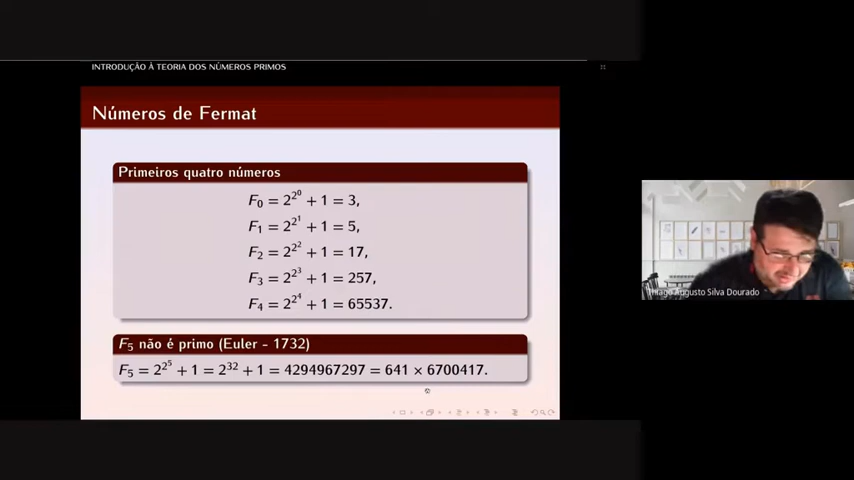 INTRODUÇÃO À TEORIA DOS NÚMEROS PRIMOS
Números de Fermat
Primeiros quatro números
F₀ = 2^{2^0} + 1 = 3,
F₁ = 2^{2^1} + 1 = 5,
F₂ = 2^{2^2} + 1 = 17,
F₃ = 2^{2^3} + 1 = 257,
F₄ = 2^{2^4} + 1 = 65537.
F₅ não é primo (Euler - 1732)
F₅ = 2^{2^5} + 1 = 2^{32} + 1 = 4294967297 = 641 × 6700417.
Thiago Augusto Silva Dourado